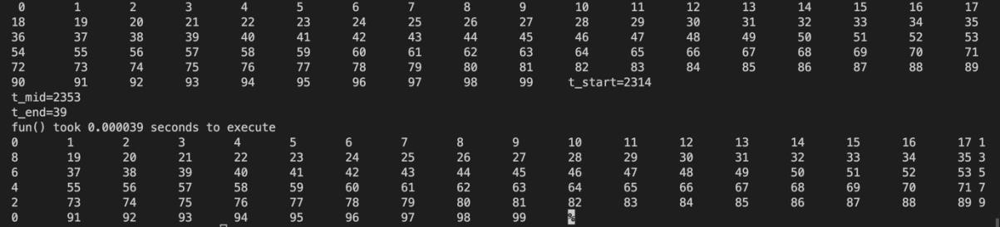 0 1 2 3 4 5 6 7 8 9 10 11 12 13 14 15 16 17
18 19 20 21 22 23 24 25 26 27 28 29 30 31 32 33 34 35
36 37 38 39 40 41 42 43 44 45 46 47 48 49 50 51 52 53
54 55 56 57 58 59 60 61 62 63 64 65 66 67 68 69 70 71
72 73 74 75 76 77 78 79 80 81 82 83 84 85 86 87 88 89
90 91 92 93 94 95 96 97 98 99 t_start=2314
t_mid=2353
t_end=39
fun() took 0.000039 seconds to execute
0 1 2 3 4 5 6 7 8 9 10 11 12 13 14 15 16 17 1
8 19 20 21 22 23 24 25 26 27 28 29 30 31 32 33 34 35 3
6 37 38 39 40 41 42 43 44 45 46 47 48 49 50 51 52 53 5
4 55 56 57 58 59 60 61 62 63 64 65 66 67 68 69 70 71 7
2 73 74 75 76 77 78 79 80 81 82 83 84 85 86 87 88 89 9
0 91 92 93 94 95 96 97 98 99 %